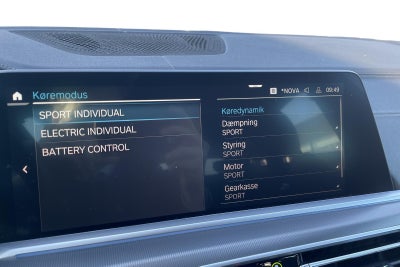 *NOVA 09:49
Køremodus
SPORT INDIVIDUAL
ELECTRIC INDIVIDUAL
BATTERY CONTROL
Køredynamik
Dæmpning
SPORT
Styring
SPORT
Motor
SPORT
Gearkasse
SPORT